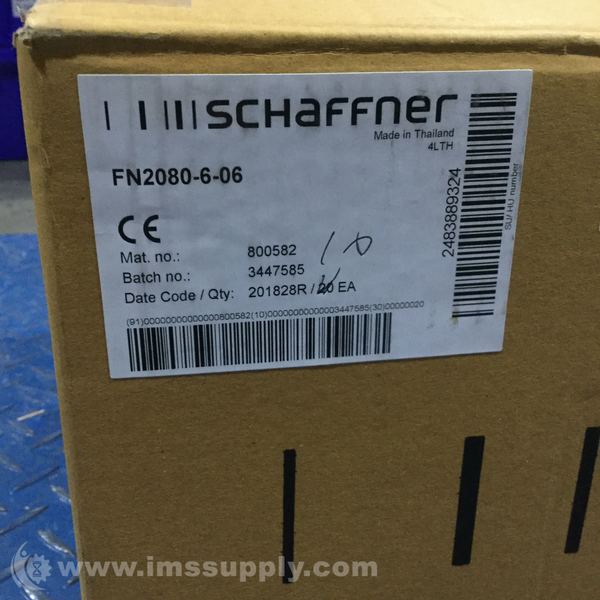 SCHaffner
Made in Thailand
4LTH
FN2080-6-06
CE
Mat. no.: 800582
10
Batch no.: 3447585
Date Code / Qty: 201828R / 20 EA
(91)00000000000000800582(10)00000000000003447585(30)00000020
2483889324
SU/ HU number
www.imssupply.com